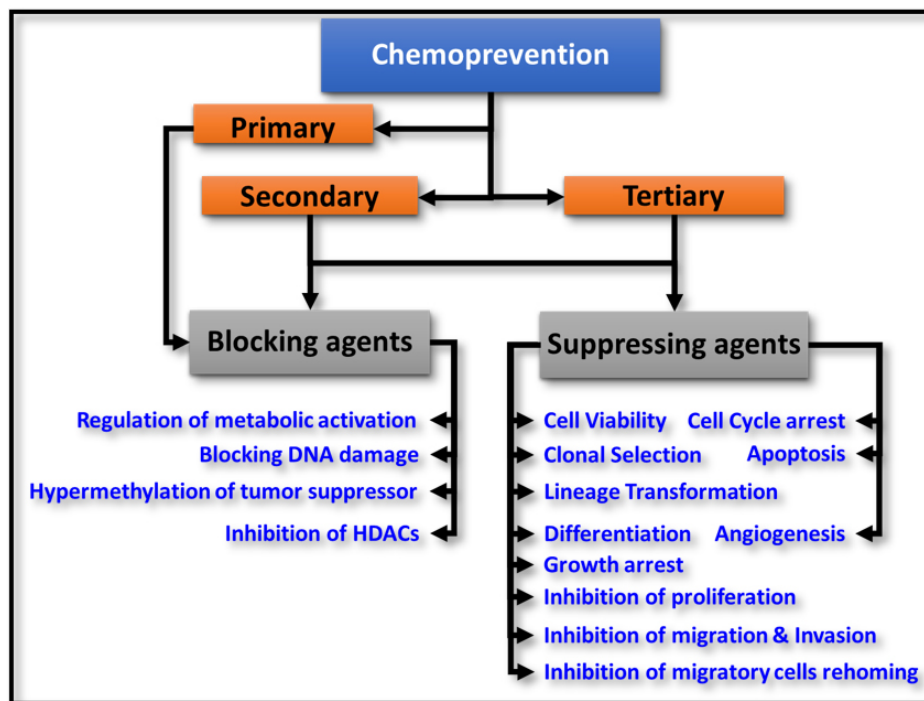 Chemoprevention
Primary
Secondary
Tertiary
Blocking agents
Suppressing agents
Regulation of metabolic activation
Blocking DNA damage
Hypermethylation of tumor suppressor
Inhibition of HDACs
Cell Viability
Cell Cycle arrest
Clonal Selection
Apoptosis
Lineage Transformation
Differentiation
Angiogenesis
Growth arrest
Inhibition of proliferation
Inhibition of migration & Invasion
Inhibition of migratory cells rehoming